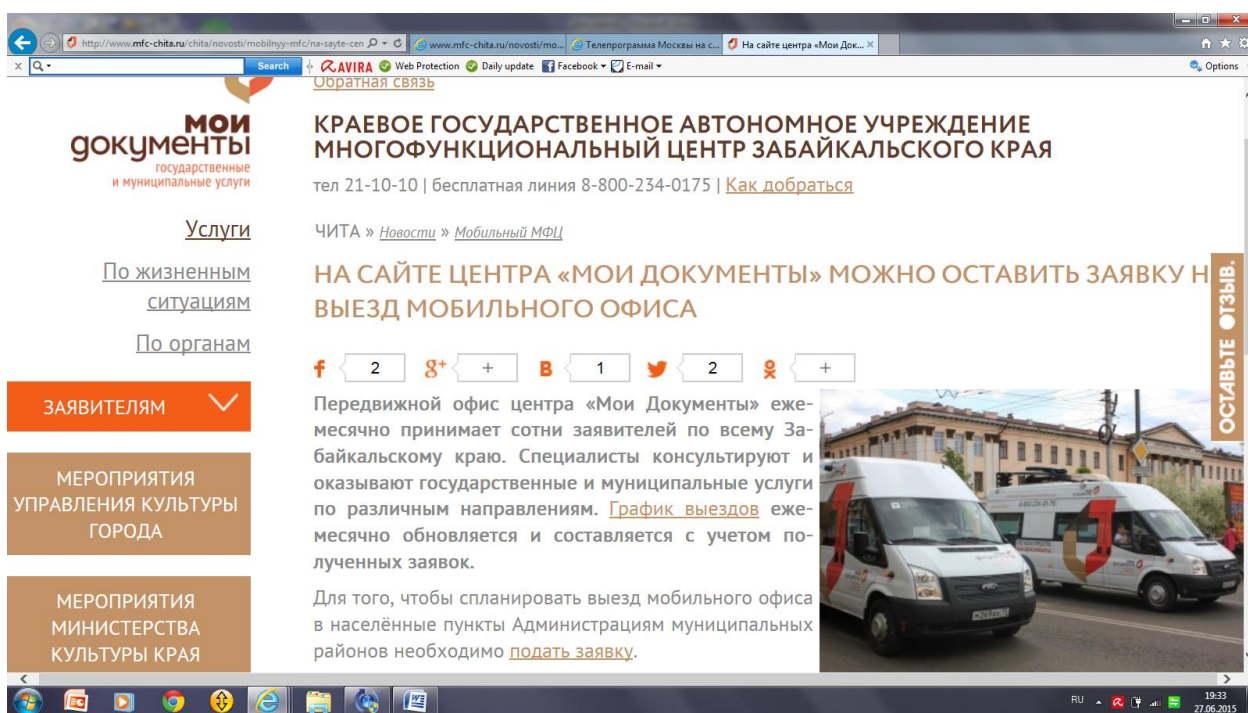 http://www.mfc-chita.ru/chita/novosti/mobilnyy-mfc/na-sayte-cen
www.mfc-chita.ru/novosti/mo...
Телепрограмма Москвы на с...
На сайте центра «Мои Док...
Search
AVIRA
Web Protection
Daily update
Facebook
E-mail
Options
Обратная связь
мои
документы
государственные
и муниципальные услуги
КРАЕВОЕ ГОСУДАРСТВЕННОЕ АВТОНОМНОЕ УЧРЕЖДЕНИЕ
МНОГОФУНКЦИОНАЛЬНЫЙ ЦЕНТР ЗАБАЙКАЛЬСКОГО КРАЯ
тел 21-10-10 | бесплатная линия 8-800-234-0175 | Как добраться
Услуги
По жизненным
ситуациям
По органам
ЗАЯВИТЕЛЯМ
МЕРОПРИЯТИЯ
УПРАВЛЕНИЯ КУЛЬТУРЫ
ГОРОДА
МЕРОПРИЯТИЯ
МИНИСТЕРСТВА
КУЛЬТУРЫ КРАЯ
ЧИТА » Новости » Мобильный МФЦ
НА САЙТЕ ЦЕНТРА «МОИ ДОКУМЕНТЫ» МОЖНО ОСТАВИТЬ ЗАЯВКУ Н
ВЫЕЗД МОБИЛЬНОГО ОФИСА
2
g+ +
B 1
2
+
Передвижной офис центра «Мои Документы» еже-
месячно принимает сотни заявителей по всему За-
байкальскому краю. Специалисты консультируют и
оказывают государственные и муниципальные услуги
по различным направлениям. График выездов еже-
месячно обновляется и составляется с учетом по-
лученных заявок.
Для того, чтобы спланировать выезд мобильного офиса
в населённые пункты Администрациям муниципальных
районов необходимо подать заявку.
ОСТАВЬТЕ ОТЗЫВ.
RU
19:33
27.06.2015